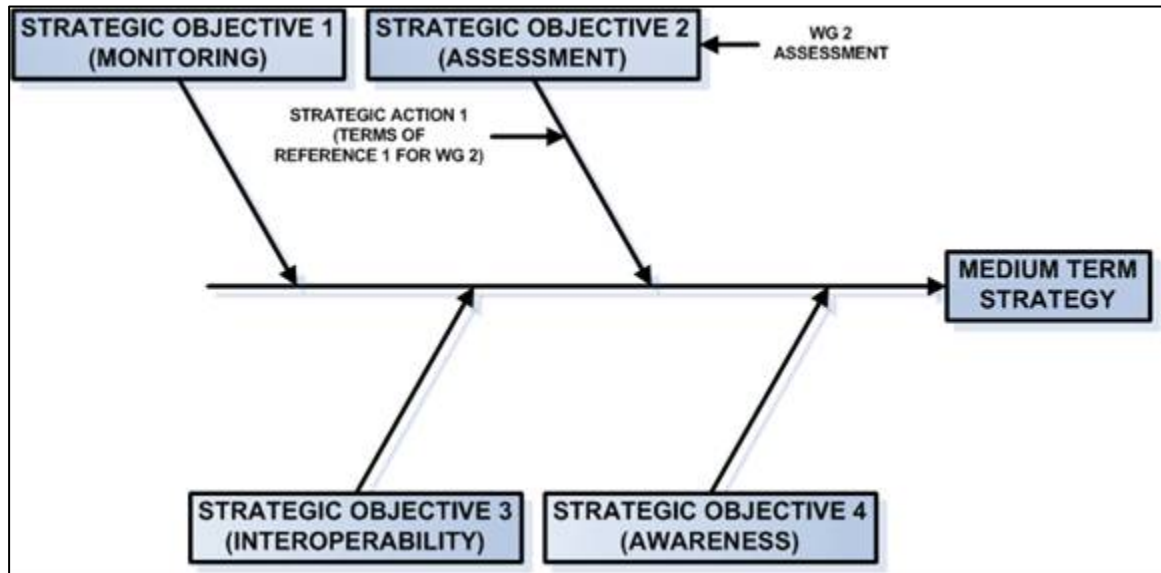 STRATEGIC OBJECTIVE 1
(MONITORING)
STRATEGIC OBJECTIVE 2
(ASSESSMENT)
WG 2
ASSESSMENT
STRATEGIC ACTION 1
(TERMS OF
REFERENCE 1 FOR WG 2)
MEDIUM TERM
STRATEGY
STRATEGIC OBJECTIVE 3
(INTEROPERABILITY)
STRATEGIC OBJECTIVE 4
(AWARENESS)